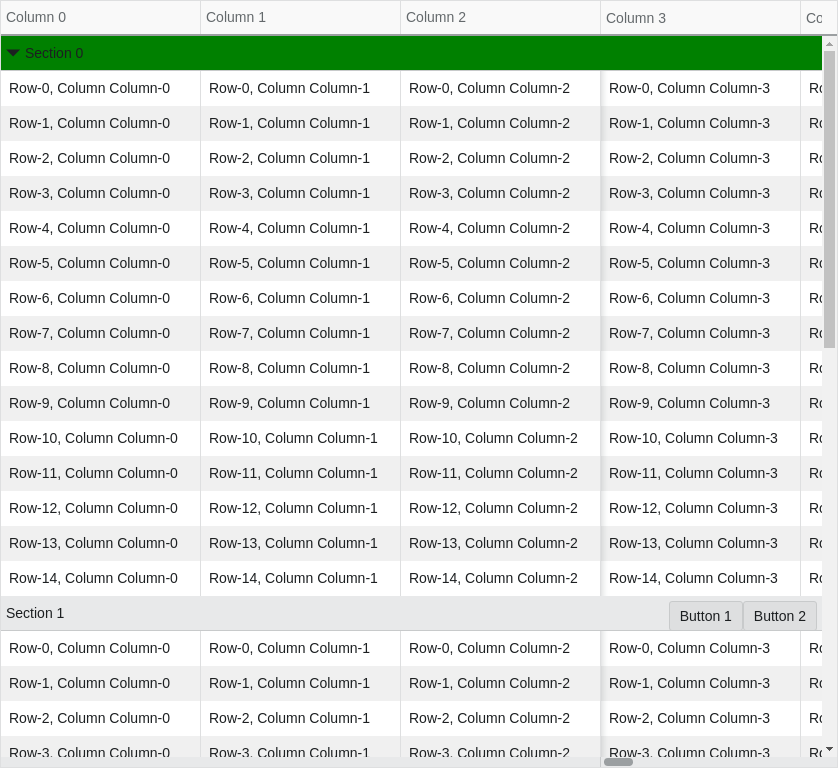 Column 0 Column 1 Column 2 Column 3 Co
Section 0
Row-0, Column Column-0 Row-0, Column Column-1 Row-0, Column Column-2 Row-0, Column Column-3 Ro
Row-1, Column Column-0 Row-1, Column Column-1 Row-1, Column Column-2 Row-1, Column Column-3 Ro
Row-2, Column Column-0 Row-2, Column Column-1 Row-2, Column Column-2 Row-2, Column Column-3 Ro
Row-3, Column Column-0 Row-3, Column Column-1 Row-3, Column Column-2 Row-3, Column Column-3 Ro
Row-4, Column Column-0 Row-4, Column Column-1 Row-4, Column Column-2 Row-4, Column Column-3 Ro
Row-5, Column Column-0 Row-5, Column Column-1 Row-5, Column Column-2 Row-5, Column Column-3 Ro
Row-6, Column Column-0 Row-6, Column Column-1 Row-6, Column Column-2 Row-6, Column Column-3 Ro
Row-7, Column Column-0 Row-7, Column Column-1 Row-7, Column Column-2 Row-7, Column Column-3 Ro
Row-8, Column Column-0 Row-8, Column Column-1 Row-8, Column Column-2 Row-8, Column Column-3 Ro
Row-9, Column Column-0 Row-9, Column Column-1 Row-9, Column Column-2 Row-9, Column Column-3 Ro
Row-10, Column Column-0 Row-10, Column Column-1 Row-10, Column Column-2 Row-10, Column Column-3 Ro
Row-11, Column Column-0 Row-11, Column Column-1 Row-11, Column Column-2 Row-11, Column Column-3 Ro
Row-12, Column Column-0 Row-12, Column Column-1 Row-12, Column Column-2 Row-12, Column Column-3 Ro
Row-13, Column Column-0 Row-13, Column Column-1 Row-13, Column Column-2 Row-13, Column Column-3 Ro
Row-14, Column Column-0 Row-14, Column Column-1 Row-14, Column Column-2 Row-14, Column Column-3 Ro
Section 1 Button 1 Button 2
Row-0, Column Column-0 Row-0, Column Column-1 Row-0, Column Column-2 Row-0, Column Column-3 Ro
Row-1, Column Column-0 Row-1, Column Column-1 Row-1, Column Column-2 Row-1, Column Column-3 Ro
Row-2, Column Column-0 Row-2, Column Column-1 Row-2, Column Column-2 Row-2, Column Column-3 Ro
Row-3, Column Column-0 Row-3, Column Column-1 Row-3, Column Column-2 Row-3, Column Column-3 Ro